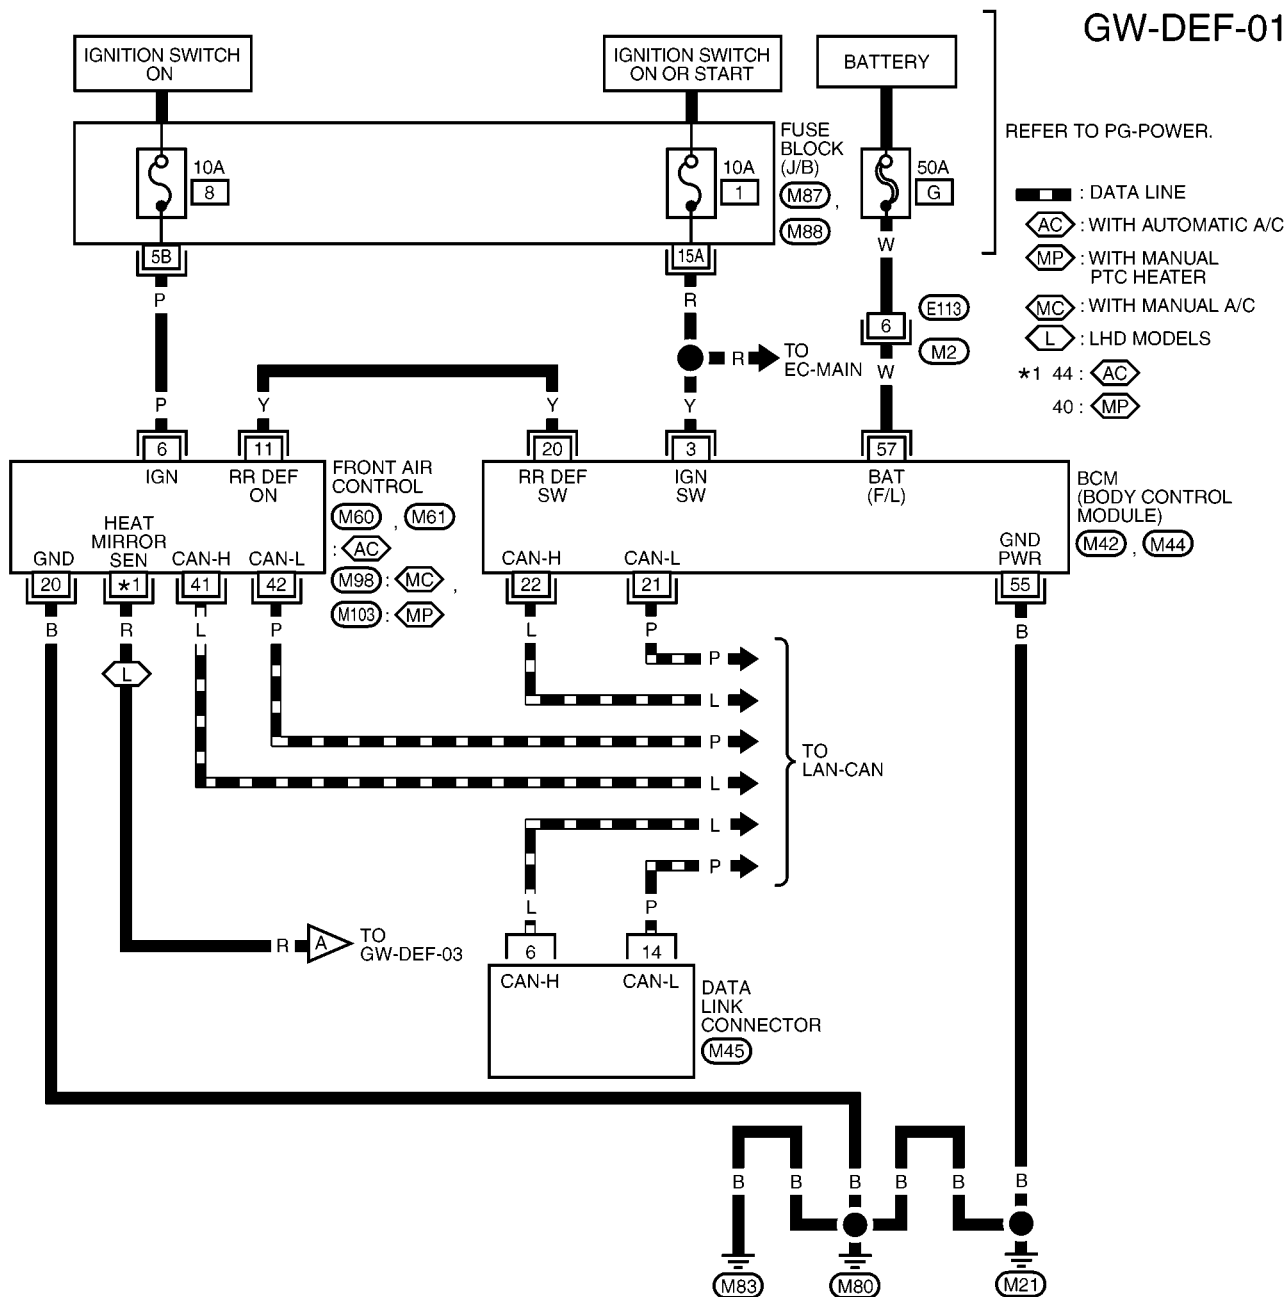 GW-DEF-01
IGNITION SWITCH
ON
IGNITION SWITCH
ON OR START
BATTERY
REFER TO PG-POWER.
10A
8
10A
1
FUSE
BLOCK
(J/B)
M87 ,
M88
50A
G
: DATA LINE
AC : WITH AUTOMATIC A/C
MP : WITH MANUAL
PTC HEATER
MC : WITH MANUAL A/C
L : LHD MODELS
*1 44 : AC
40 : MP
5B
15A
W
P
R
6
E113
M2
R
TO
EC-MAIN
W
P
Y
Y
Y
6
11
20
3
57
IGN
RR DEF
ON
FRONT AIR
CONTROL
M60 , M61
: AC
M98 : MC ,
M103 : MP
RR DEF
SW
IGN
SW
BAT
(F/L)
BCM
(BODY CONTROL
MODULE)
M42 , M44
GND
HEAT
MIRROR
SEN
CAN-H
CAN-L
CAN-H
CAN-L
GND
PWR
20
*1
41
42
22
21
55
B
R
L
P
L
P
B
L
P
L
P
L
L
P
TO
LAN-CAN
L
P
R
A
TO
GW-DEF-03
6
14
CAN-H
CAN-L
DATA
LINK
CONNECTOR
M45
B
B
B
B
B
B
M83
M80
M21